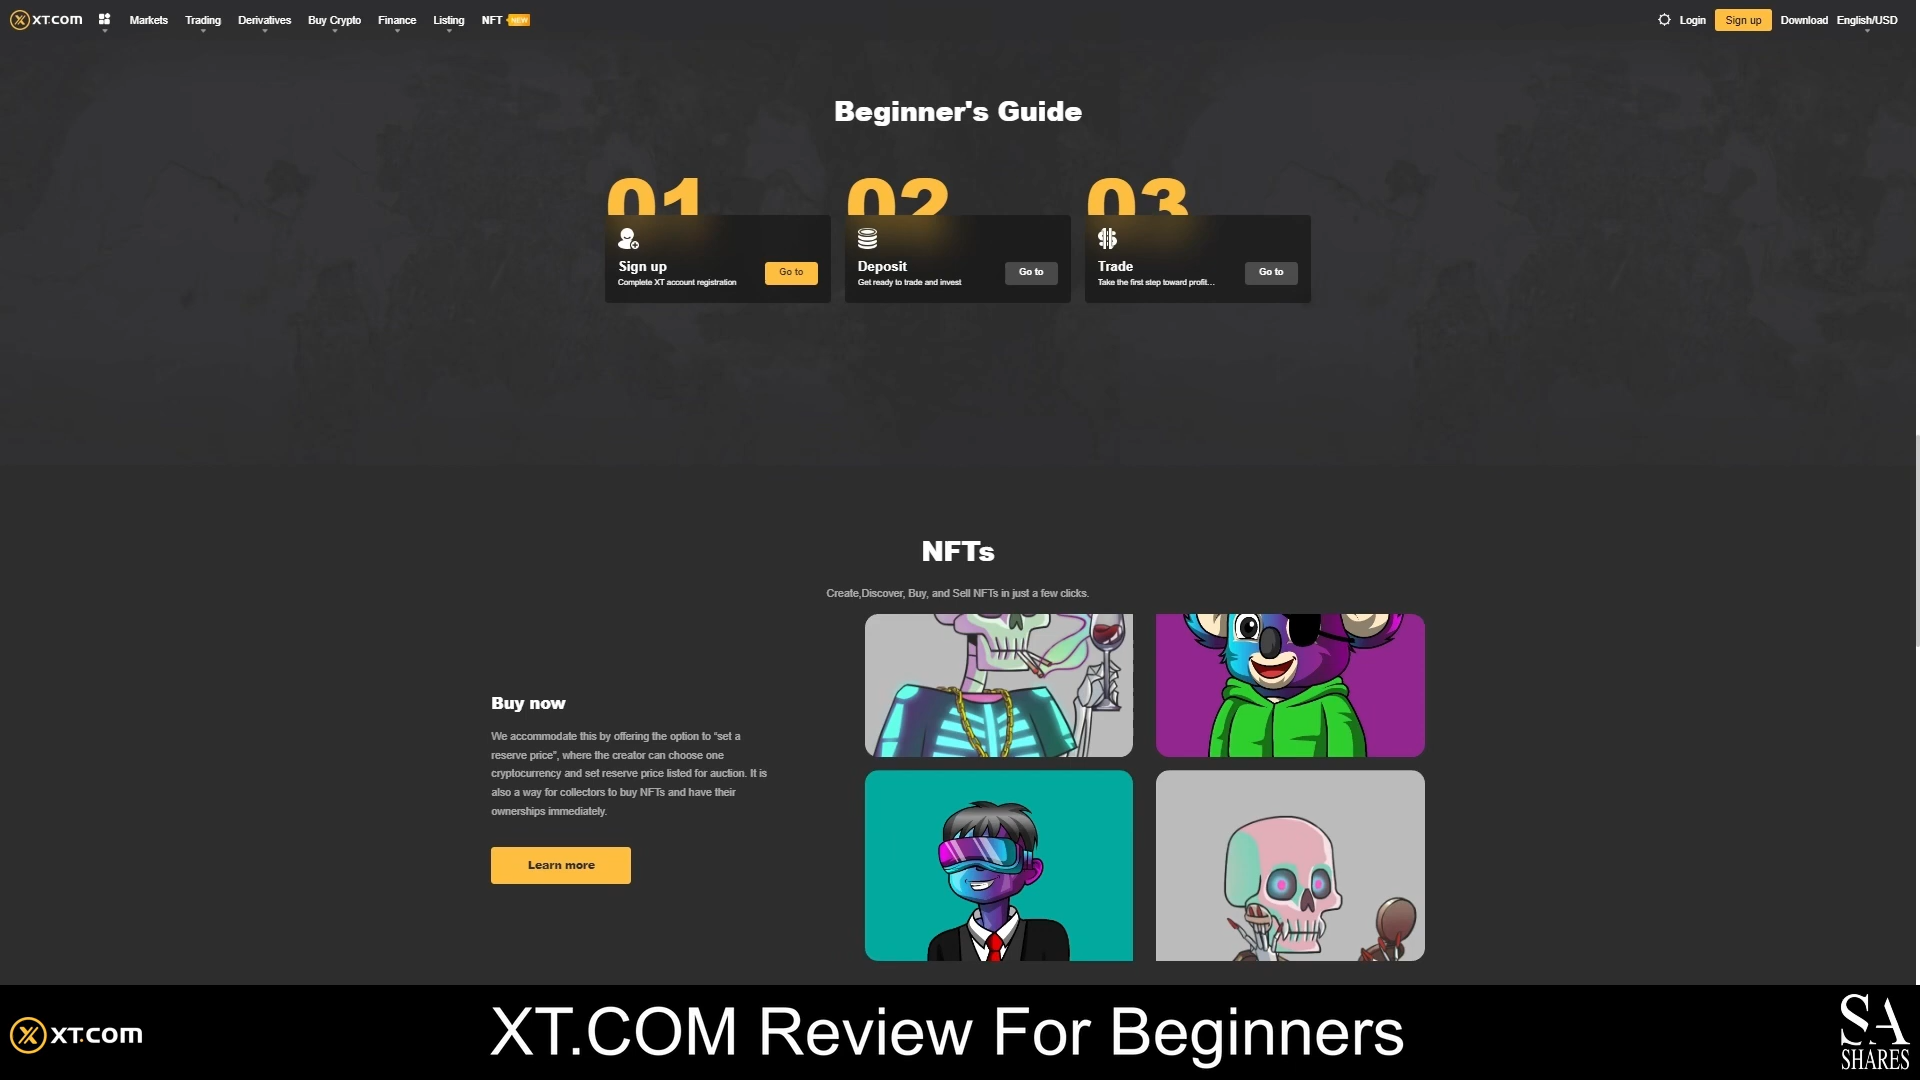 XT.COM
Markets
Trading
Derivatives
Buy Crypto
Finance
Listing
NFT
NEW
Login
Sign up
Download
English/USD
Beginner's Guide
01
Sign up
Complete XT account registration
Go to
02
Deposit
Get ready to trade and invest
Go to
03
Trade
Take the first step toward profit...
Go to
NFTs
Create,Discover, Buy, and Sell NFTs in just a few clicks.
Buy now
We accommodate this by offering the option to "set a
reserve price", where the creator can choose one
cryptocurrency and set reserve price listed for auction. It is
also a way for collectors to buy NFTs and have their
ownerships immediately.
Learn more
XT.COM
XT.COM Review For Beginners
SA
SHARES